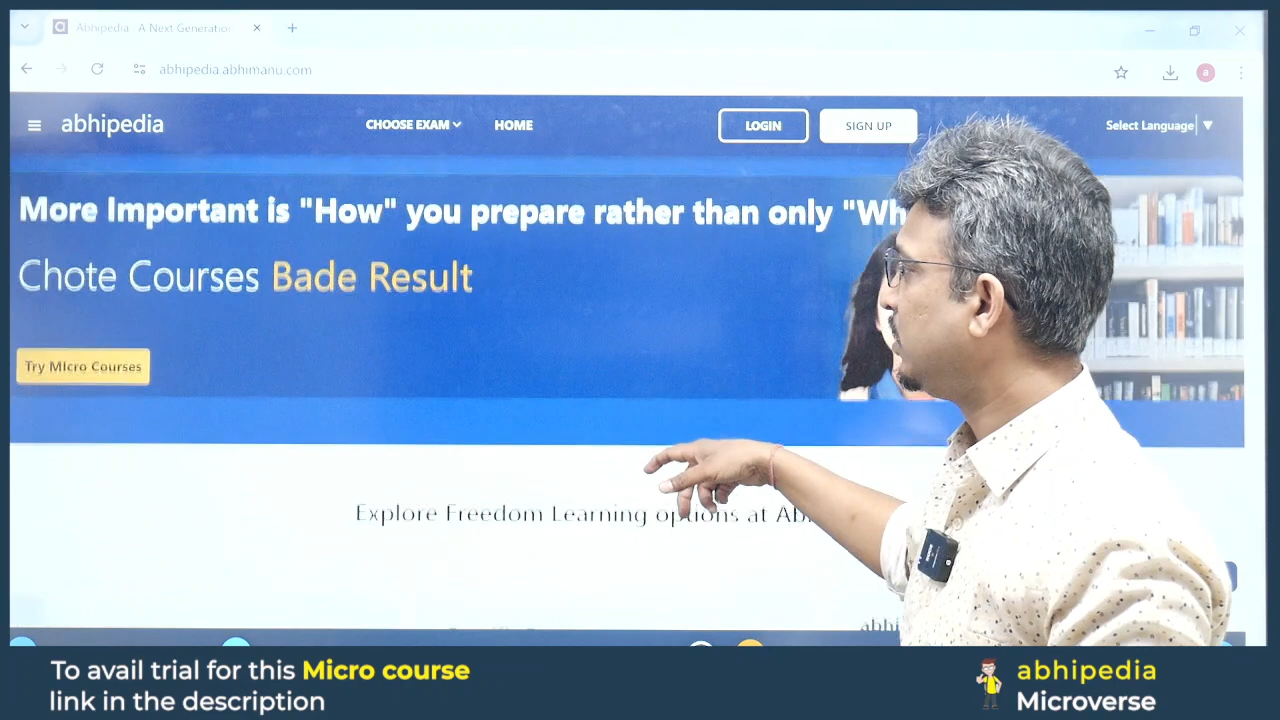 Abhipedia : A Next Generation
abhipedia.abhimanu.com
abhipedia
CHOOSE EXAM
HOME
LOGIN
SIGN UP
Select Language
More Important is "How" you prepare rather than only "Wh
Chote Courses Bade Result
Try MIcro Courses
Explore Freedom Learning options at Ab
To avail trial for this Micro course
link in the description
abhipedia
Microverse